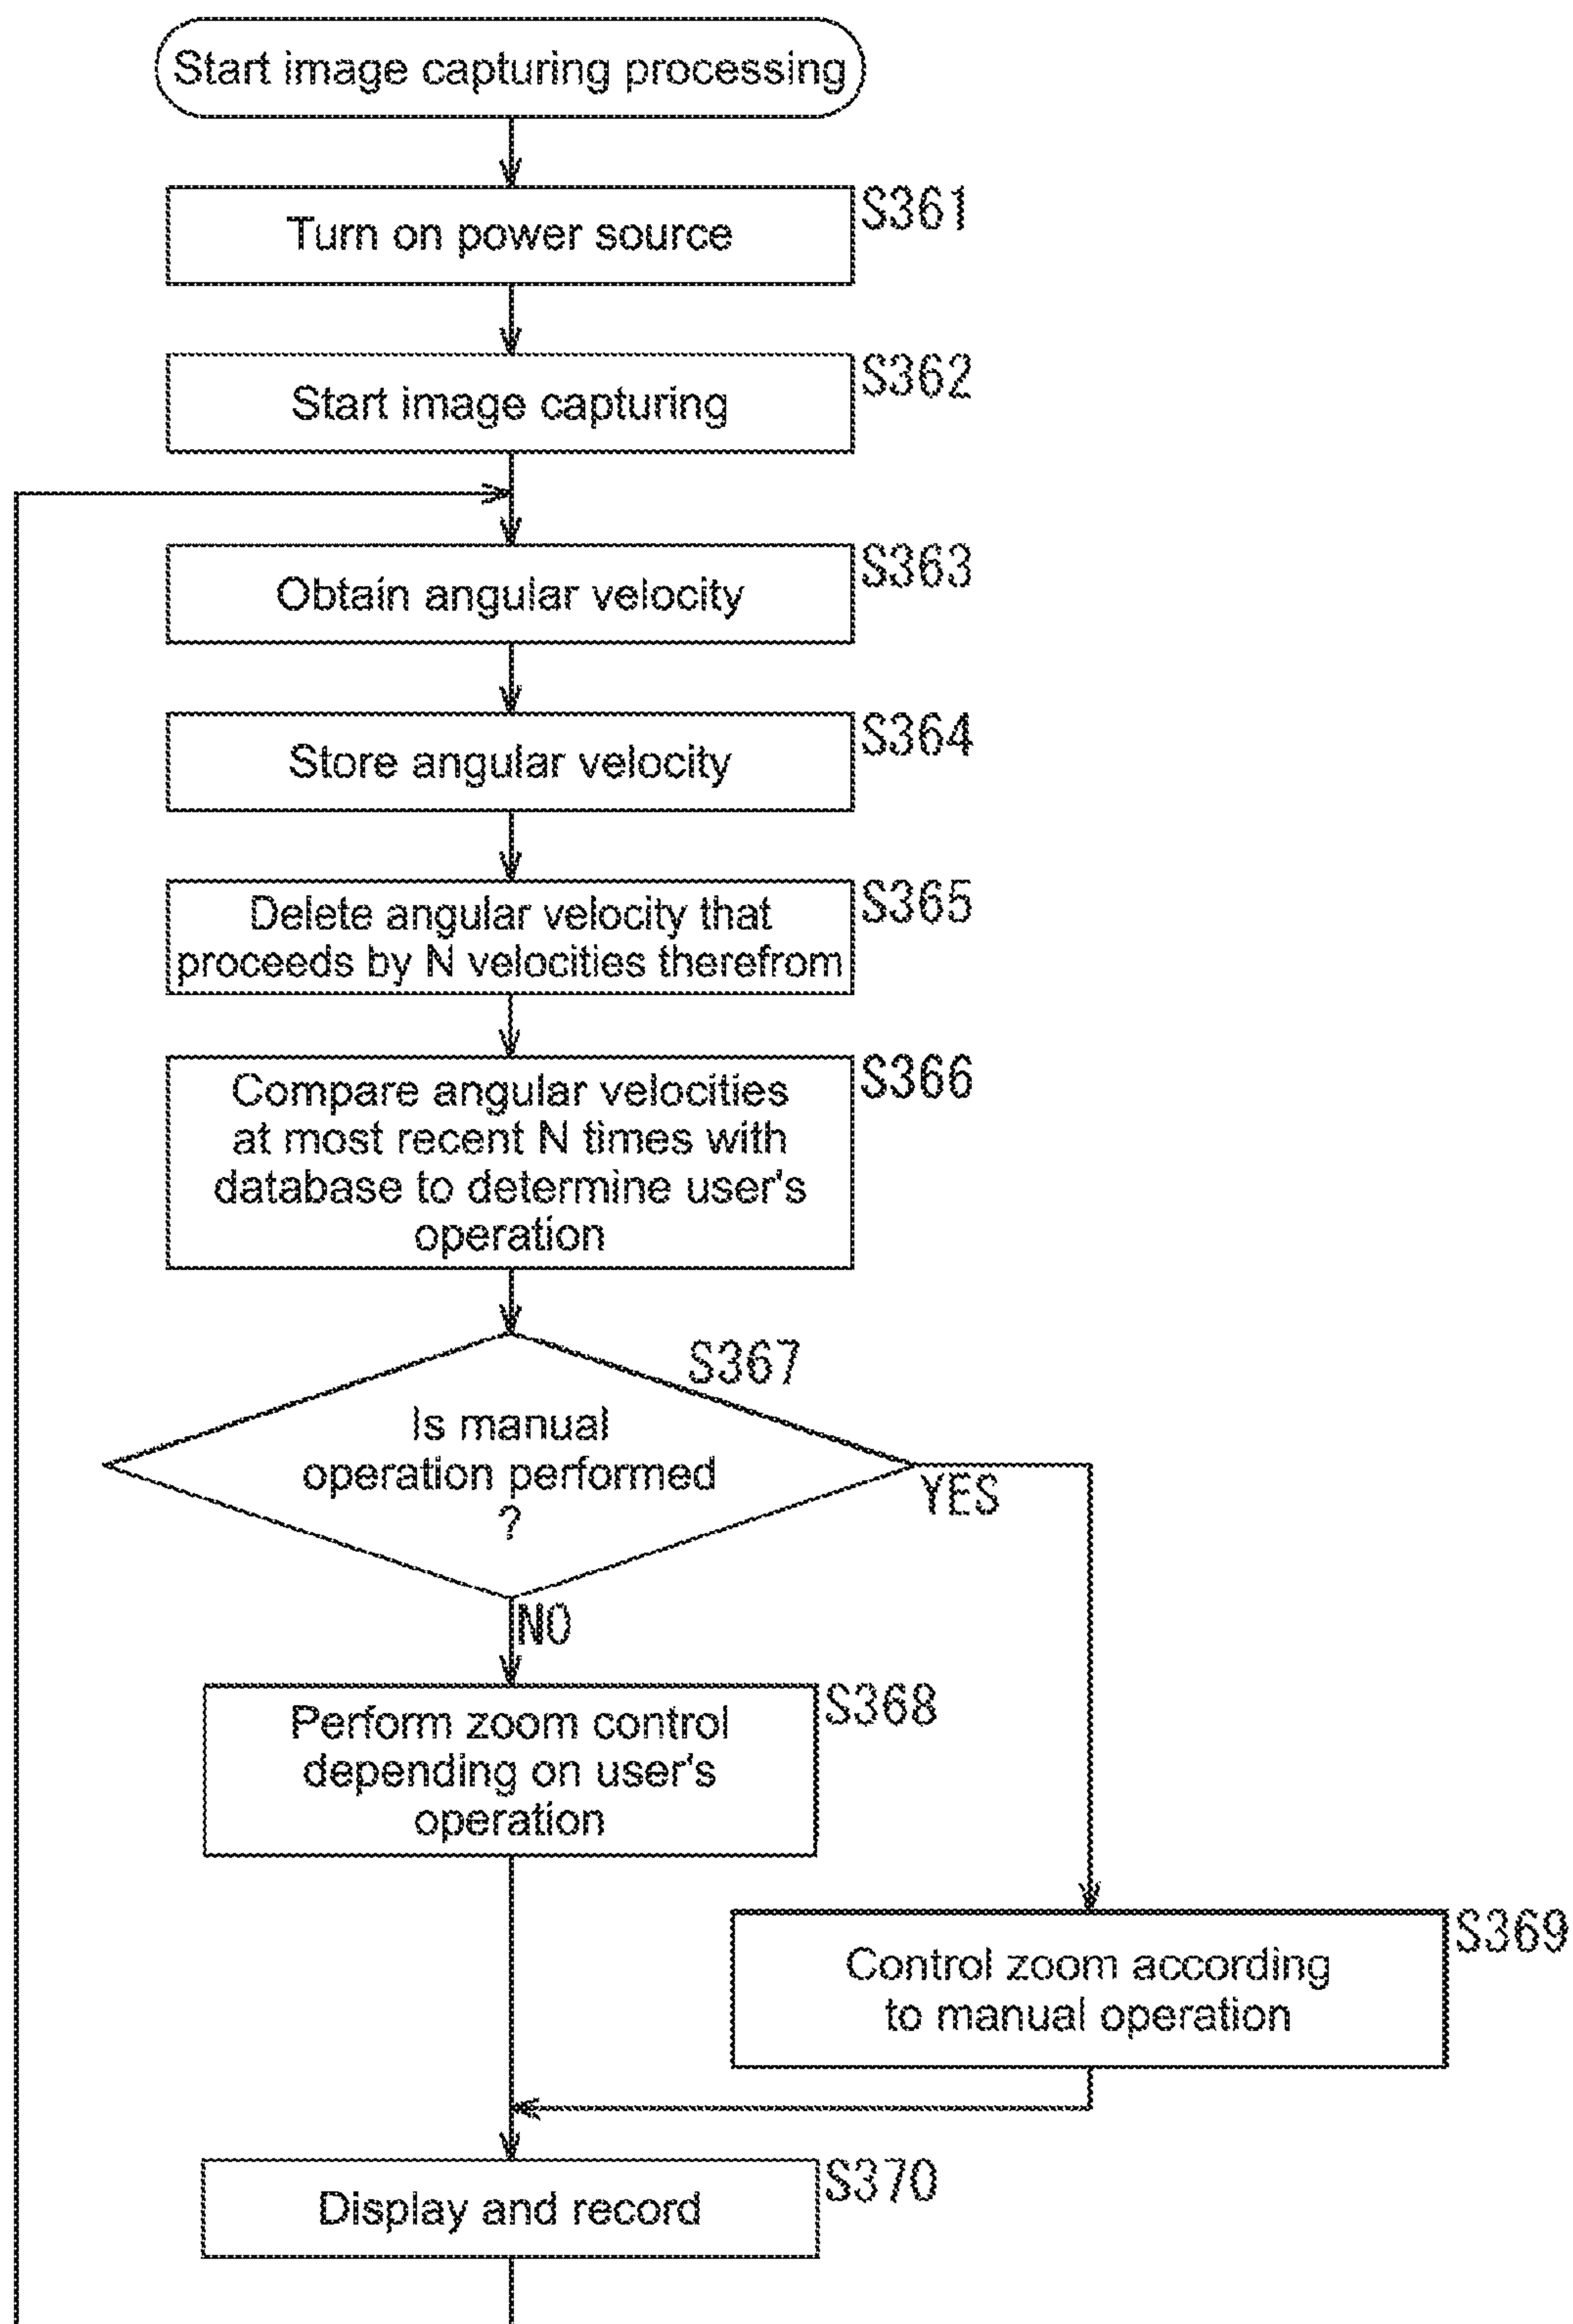 Start image capturing processing
S361
Turn on power source
S362
Start image capturing
S363
Obtain angular velocity
S364
Store angular velocity
S365
Delete angular velocity that
proceeds by N velocities therefrom
S366
Compare angular velocities
at most recent N times with
database to determine user's
operation
S367
Is manual
operation performed
?
YES
NO
S368
Perform zoom control
depending on user's
operation
S369
Control zoom according
to manual operation
S370
Display and record